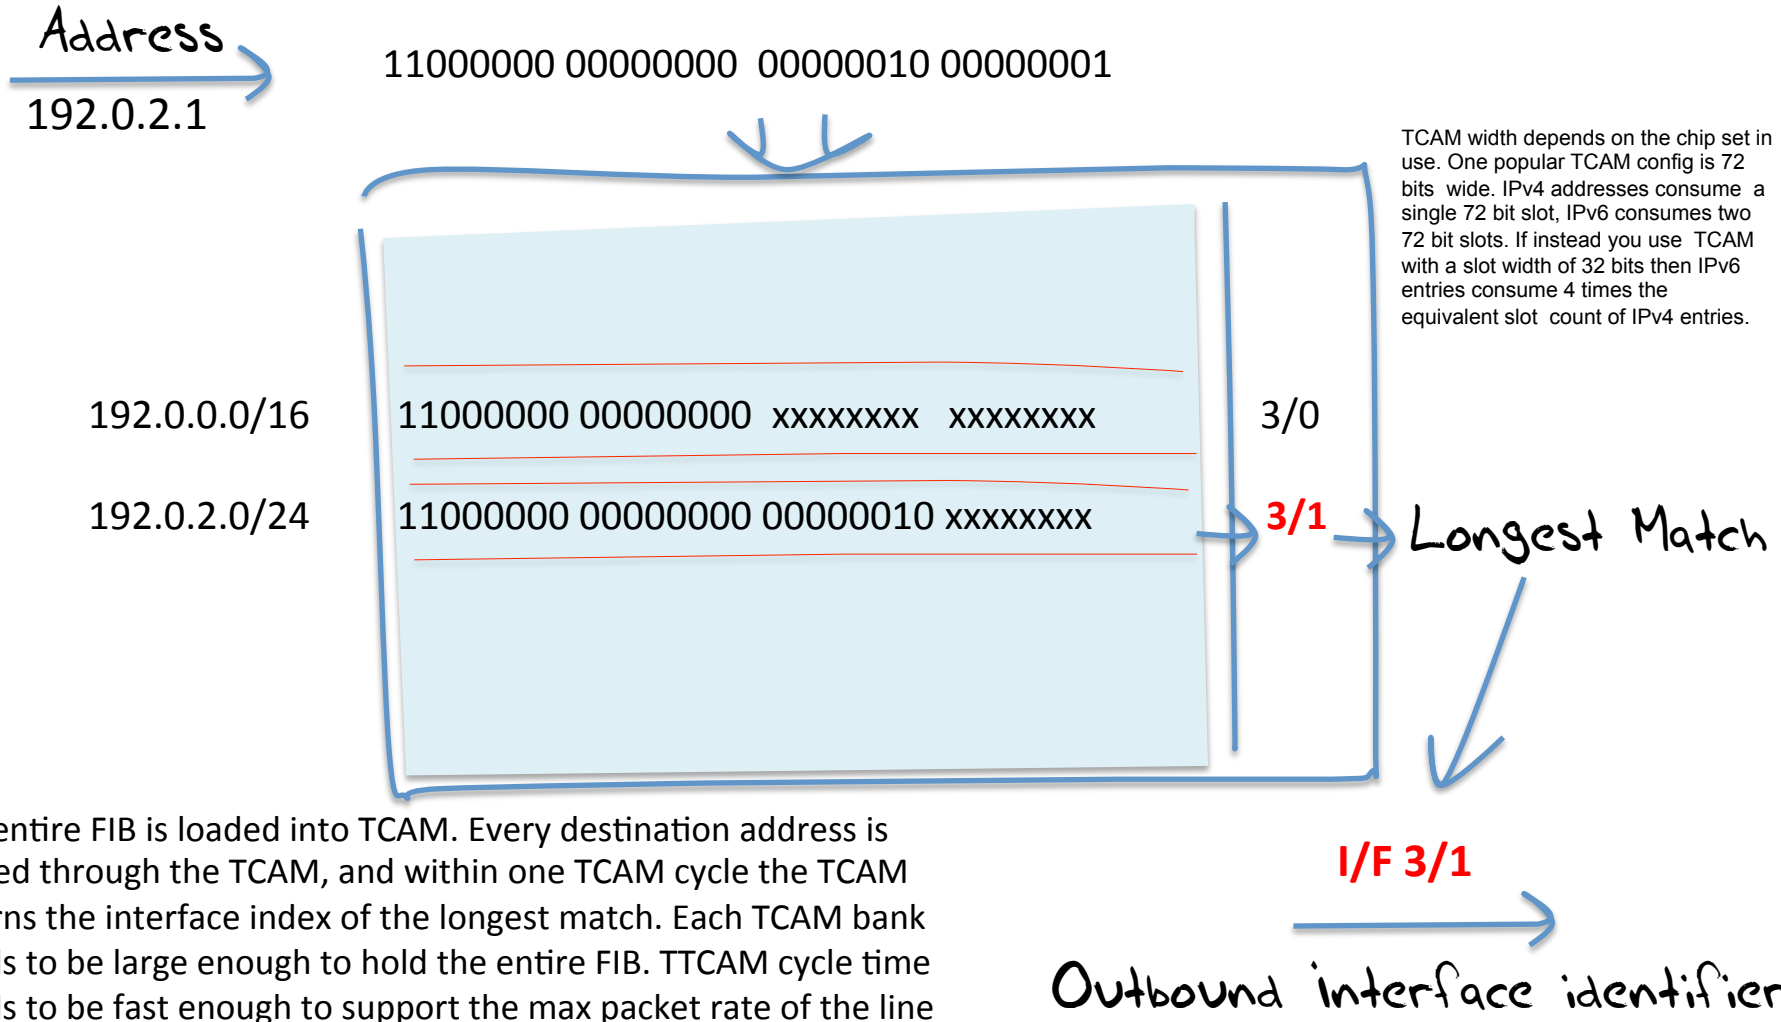 Address
192.0.2.1
11000000 00000000 00000010 00000001
TCAM width depends on the chip set in
use. One popular TCAM config is 72
bits wide. IPv4 addresses consume a
single 72 bit slot, IPv6 consumes two
72 bit slots. If instead you use TCAM
with a slot width of 32 bits then IPv6
entries consume 4 times the
equivalent slot count of IPv4 entries.
192.0.0.0/16 11000000 00000000 xxxxxxxx xxxxxxxx 3/0
192.0.2.0/24 11000000 00000000 00000010 xxxxxxxx 3/1 Longest Match
entire FIB is loaded into TCAM. Every destination address is
ed through the TCAM, and within one TCAM cycle the TCAM
rns the interface index of the longest match. Each TCAM bank
ds to be large enough to hold the entire FIB. TTCAM cycle time
ds to be fast enough to support the max packet rate of the line
I/F 3/1
Outbound interface identifier